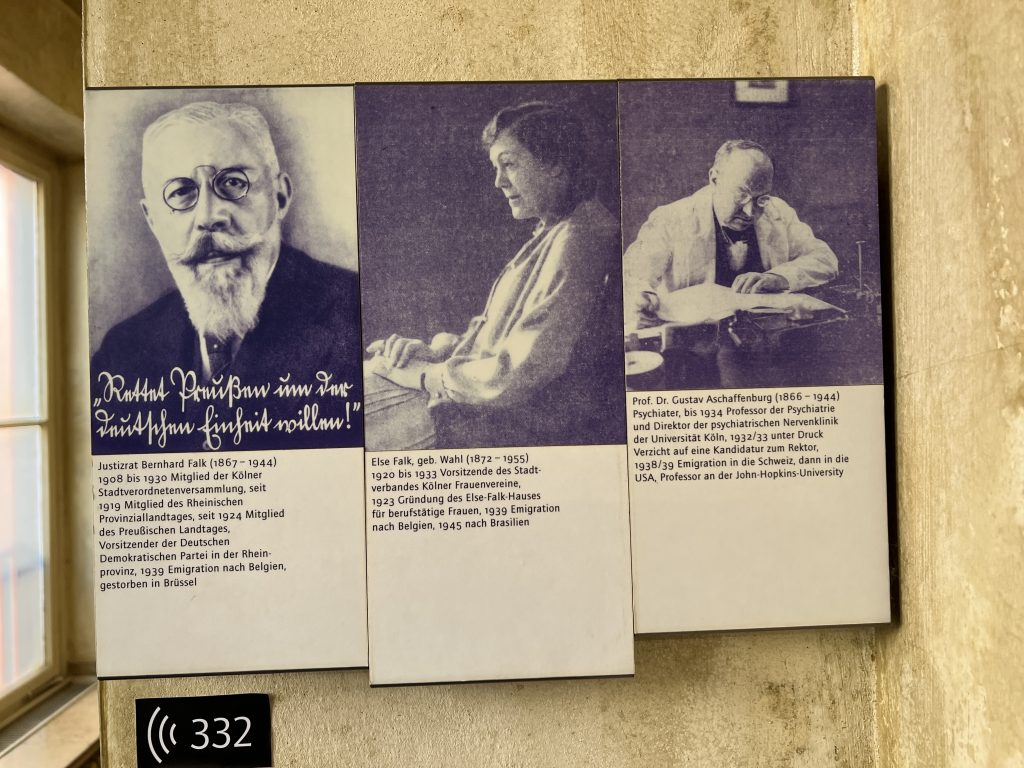 „Rettet Preußen um der
deutschen Einheit willen!"
Justizrat Bernhard Falk (1867 – 1944)
1908 bis 1930 Mitglied der Kölner
Stadtverordnetenversammlung, seit
1919 Mitglied des Rheinischen
Provinziallandtages, seit 1924 Mitglied
des Preußischen Landtages,
Vorsitzender der Deutschen
Demokratischen Partei in der Rhein-
provinz, 1939 Emigration nach Belgien,
gestorben in Brüssel
Else Falk, geb. Wahl (1872 – 1955)
1920 bis 1933 Vorsitzende des Stadt-
verbandes Kölner Frauenvereine,
1923 Gründung des Else-Falk-Hauses
für berufstätige Frauen, 1939 Emigration
nach Belgien, 1945 nach Brasilien
Prof. Dr. Gustav Aschaffenburg (1866 – 1944)
Psychiater, bis 1934 Professor der Psychiatrie
und Direktor der psychiatrischen Nervenklinik
der Universität Köln, 1932/33 unter Druck
Verzicht auf eine Kandidatur zum Rektor,
1938/39 Emigration in die Schweiz, dann in die
USA, Professor an der John-Hopkins-University
332